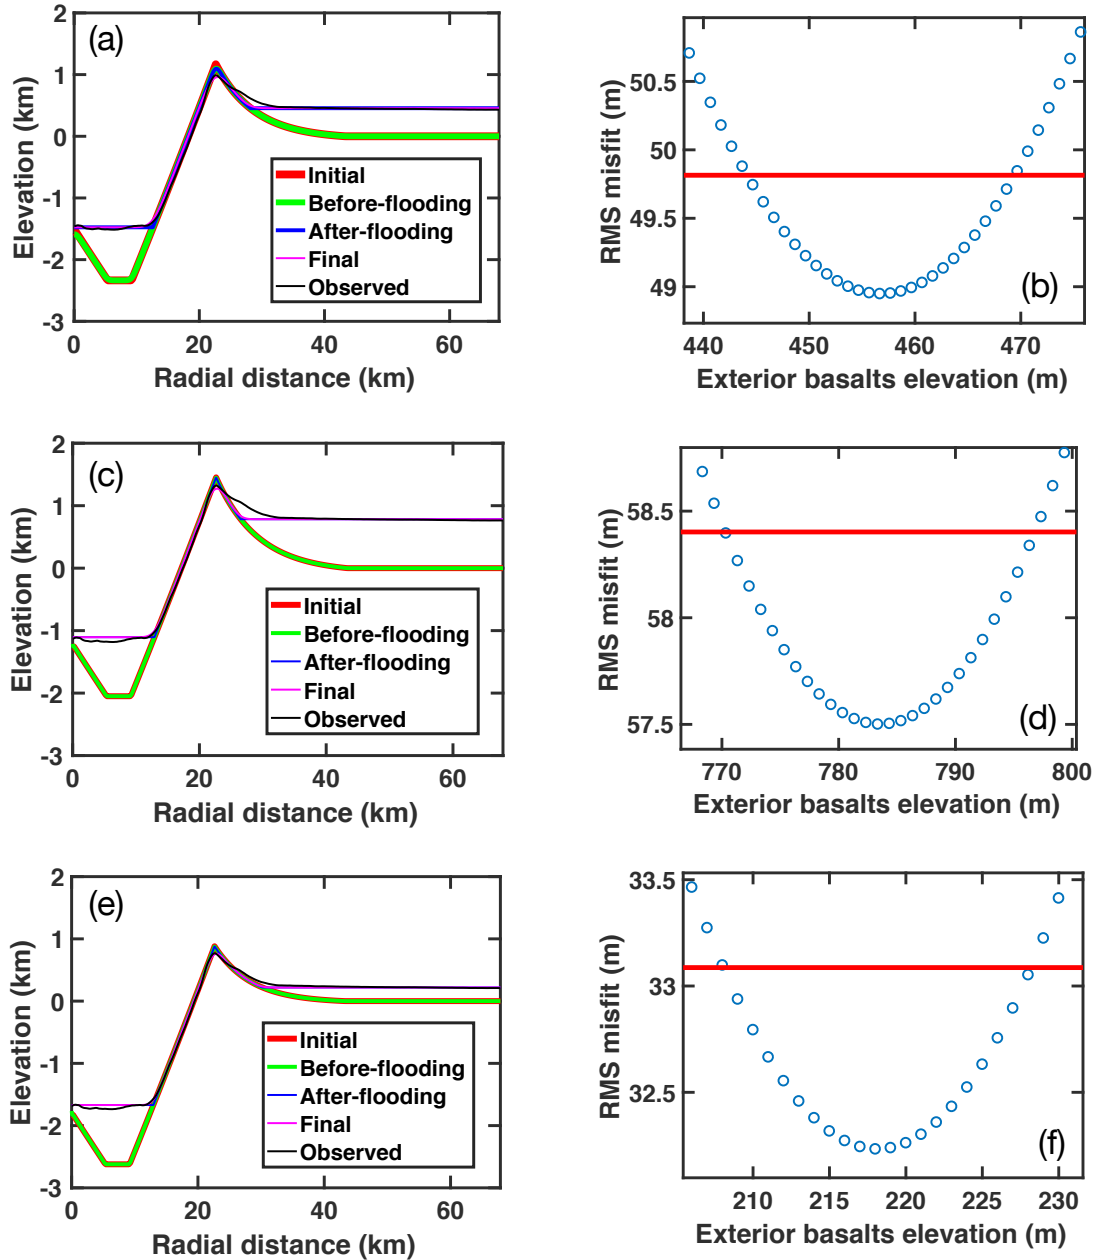 (a)
2
1
0
-1
-2
-3
Elevation (km)
Initial
Before-flooding
After-flooding
Final
Observed
0
20
40
60
Radial distance (km)
50.5
50
49.5
49
RMS misfit (m)
(b)
440
450
460
470
Exterior basalts elevation (m)
(c)
2
1
0
-1
-2
-3
Elevation (km)
Initial
Before-flooding
After-flooding
Final
Observed
0
20
40
60
Radial distance (km)
58.5
58
57.5
RMS misfit (m)
(d)
770
780
790
800
Exterior basalts elevation (m)
(e)
2
1
0
-1
-2
-3
Elevation (km)
Initial
Before-flooding
After-flooding
Final
Observed
0
20
40
60
Radial distance (km)
33.5
33
32.5
RMS misfit (m)
(f)
210
215
220
225
230
Exterior basalts elevation (m)